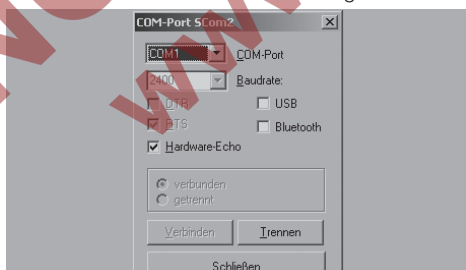 COM-Port SCom2
COM1 COM-Port
2400 Baudrate:
DTR USB
RTS Bluetooth
Hardware-Echo
verbunden
getrennt
Verbinden Trennen
Schließen